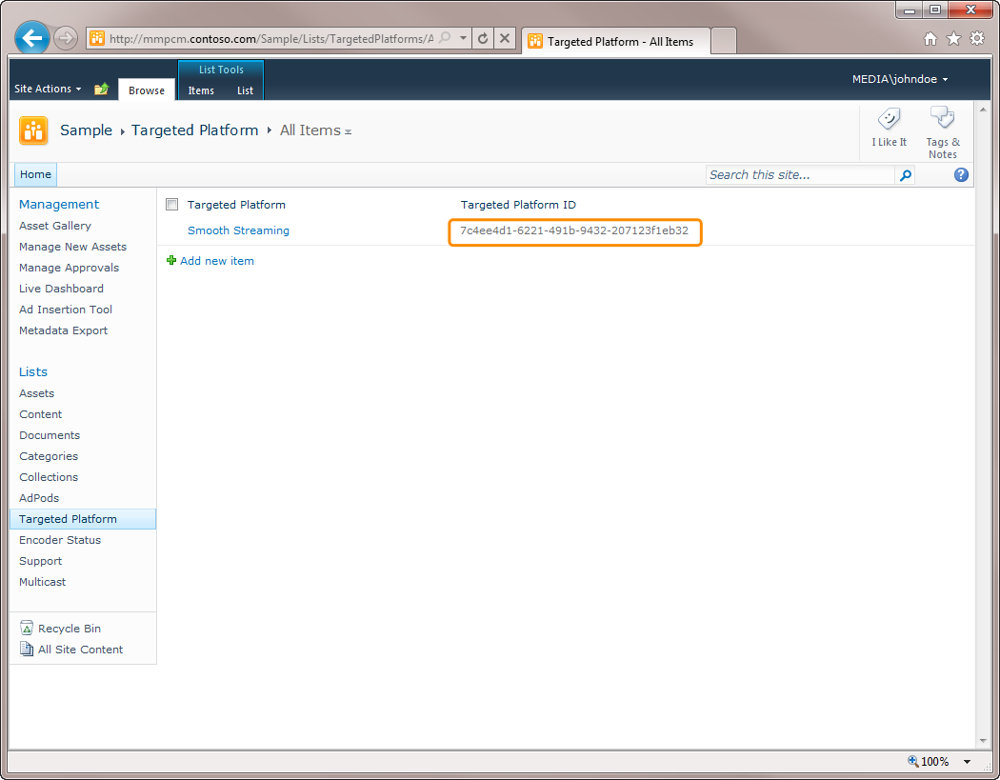 http://mmpcm.contoso.com/Sample/Lists/TargetedPlatforms/A
Targeted Platform - All Items
List Tools
Site Actions
Browse
Items
List
MEDIA\johndoe
Sample
Targeted Platform
All Items
I Like It
Tags &
Notes
Home
Search this site...
?
Management
Asset Gallery
Manage New Assets
Manage Approvals
Live Dashboard
Ad Insertion Tool
Metadata Export
Lists
Assets
Content
Documents
Categories
Collections
AdPods
Targeted Platform
Encoder Status
Support
Multicast
Recycle Bin
All Site Content
Targeted Platform
Targeted Platform ID
Smooth Streaming
7c4ee4d1-6221-491b-9432-207123f1eb32
Add new item
100%